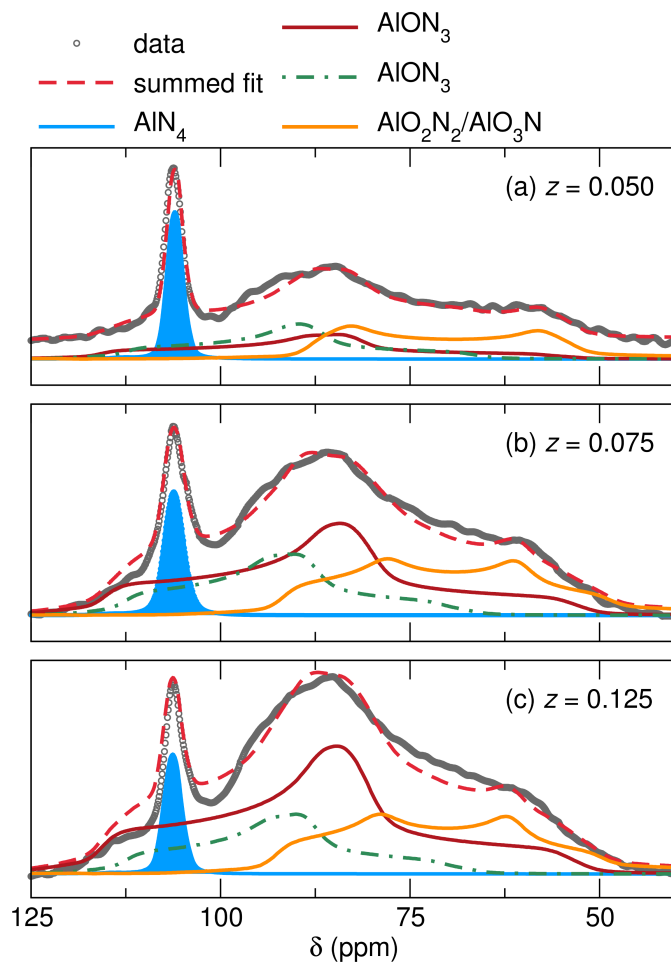 data
summed fit
AlN₄
AlON₃
AlON₃
AlO₂N₂/AlO₃N
(a) z = 0.050
(b) z = 0.075
(c) z = 0.125
125 100 75 50
δ (ppm)